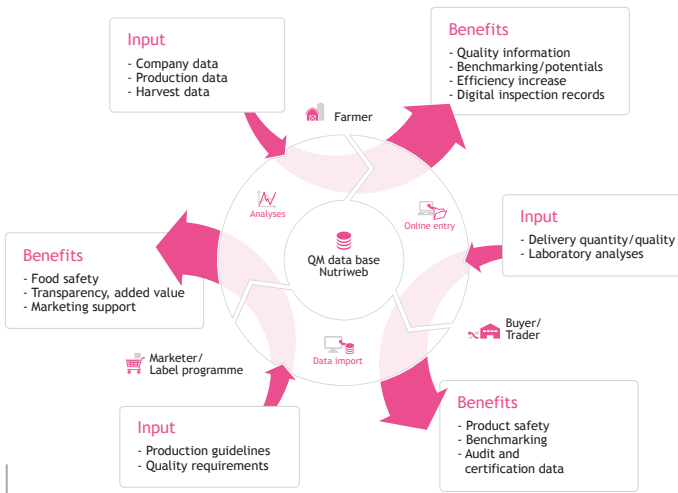 Input
- Company data
- Production data
- Harvest data
Benefits
- Quality information
- Benchmarking/potentials
- Efficiency increase
- Digital inspection records
Farmer
Analyses
Online entry
QM data base
Nutriweb
Data import
Input
- Delivery quantity/quality
- Laboratory analyses
Benefits
- Food safety
- Transparency, added value
- Marketing support
Buyer/
Trader
Marketer/
Label programme
Input
- Production guidelines
- Quality requirements
Benefits
- Product safety
- Benchmarking
- Audit and
certification data